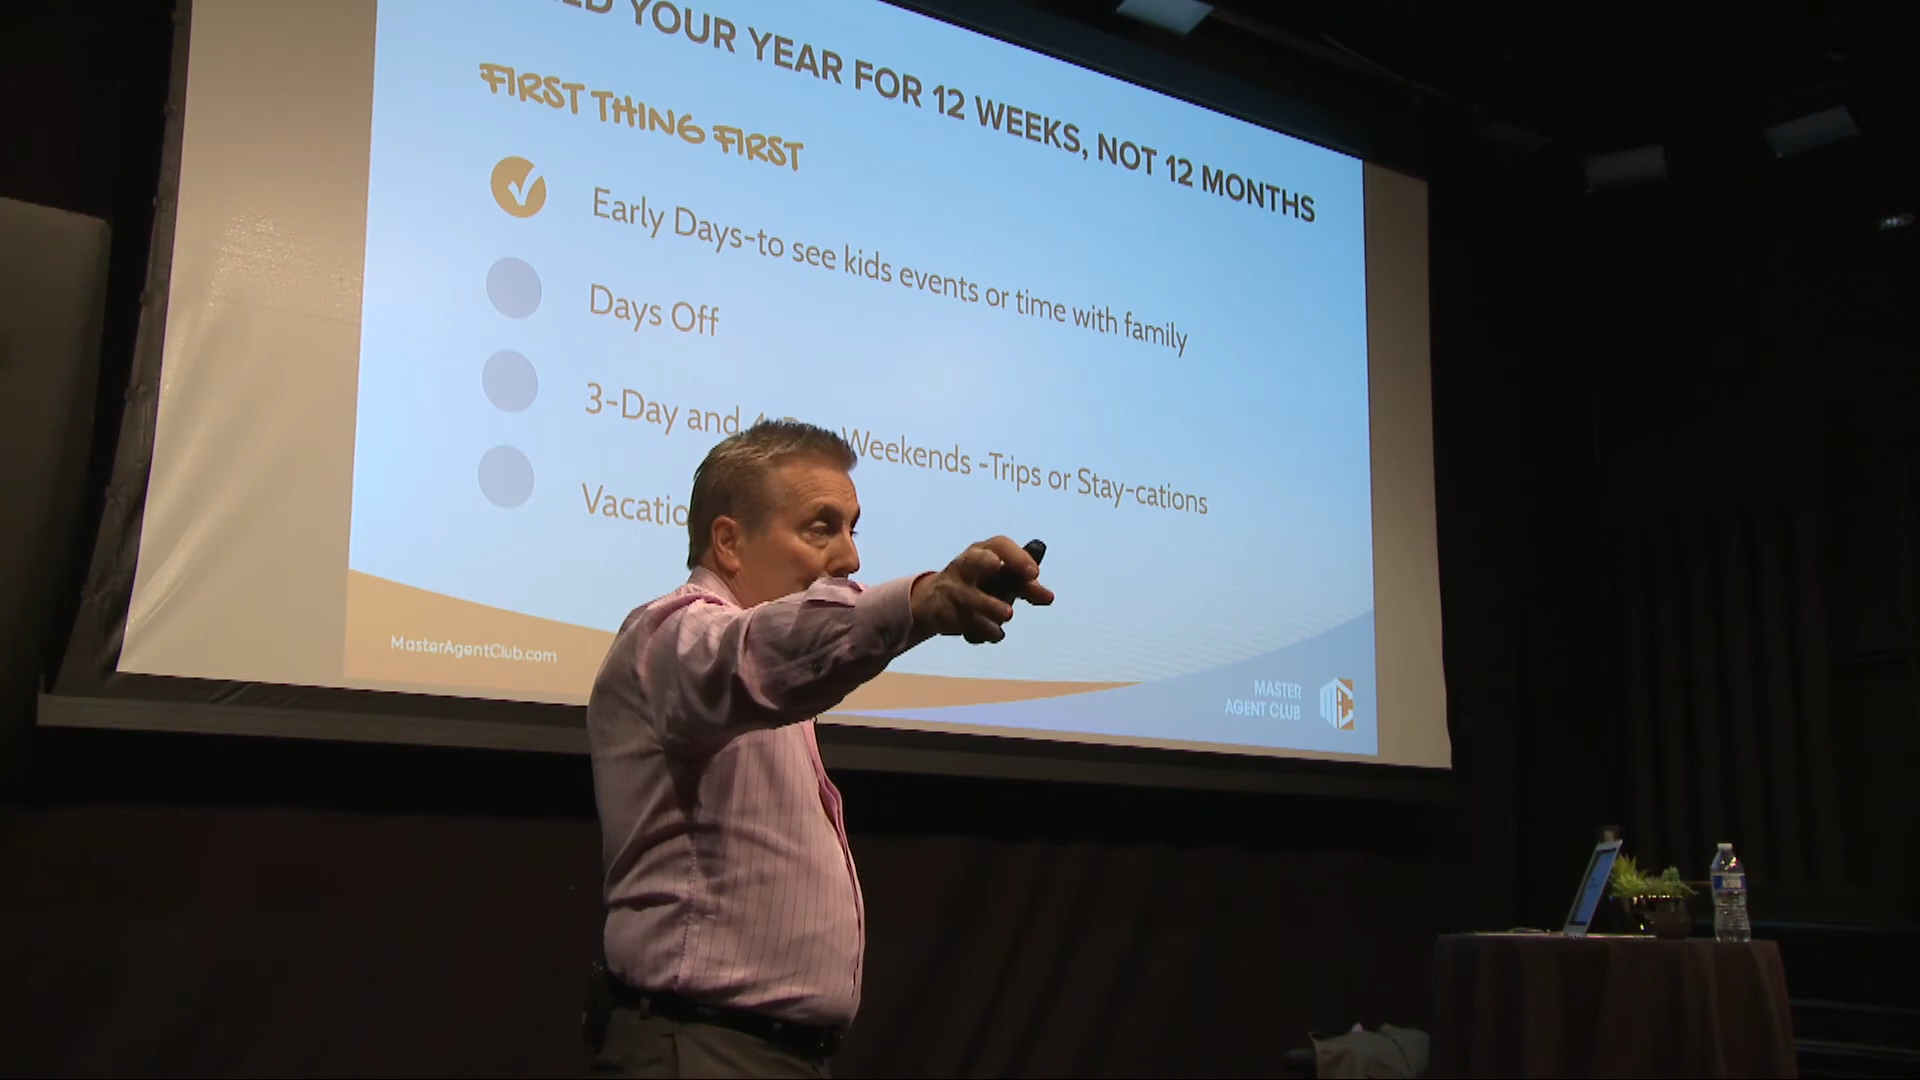 YOUR YEAR FOR 12 WEEKS, NOT 12 MONTHS
FIRST THING FIRST
Early Days-to see kids events or time with family
Days Off
3-Day and Weekends -Trips or Stay-cations
MasterAgentClub.com
MASTER
AGENT CLUB